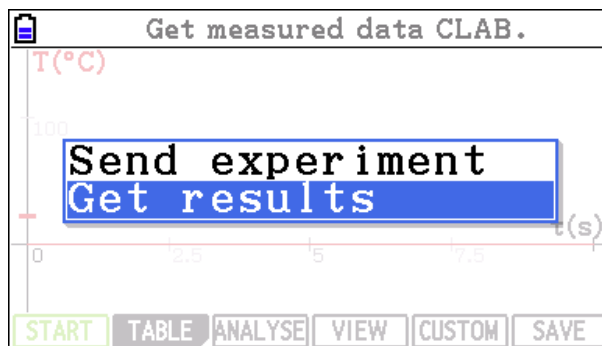 Get measured data CLAB.
T(°C)
100
Send experiment
Get results
t(s)
0 2.5 5 7.5
START TABLE ANALYSE VIEW CUSTOM SAVE